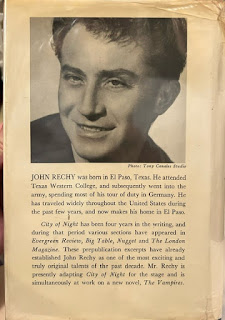 Photo: Tony Caruba Studio
JOHN RECHY was born in El Paso, Texas. He attended
Texas Western College, and subsequently went into the
army, spending most of his tour of duty in Germany. He
has traveled widely throughout the United States during
the past few years, and now makes his home in El Paso.
City of Night has been four years in the writing, and
during that period various sections have appeared in
Evergreen Review, Big Table, Nugget and The London
Magazine. These prepublication excerpts have already
established John Rechy as one of the most exciting and
truly original talents of the past decade. Mr. Rechy is
presently adapting City of Night for the stage and is
simultaneously at work on a new novel, The Vampires.